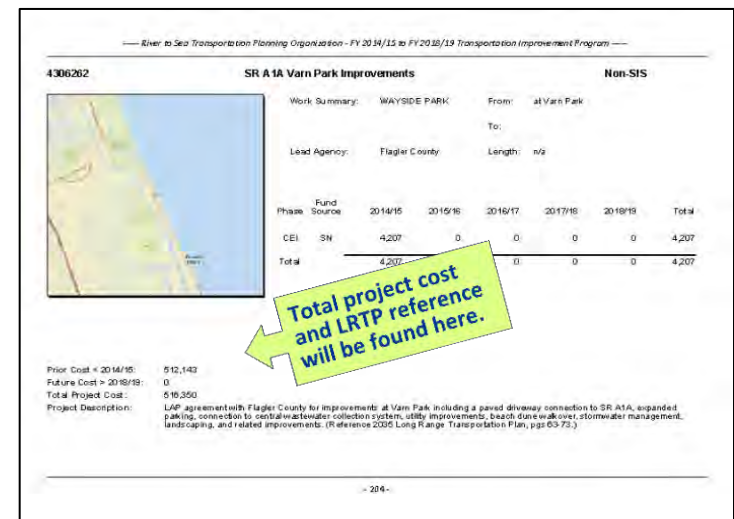 River to Sea Transportation Planning Organization - FY 2014/15 to FY 2018/19 Transportation Improvement Program
4306262 SR A1A Varn Park Improvements Non-SIS
Work Summary: WAYSIDE PARK From: at Varn Park
To:
Lead Agency: Flagler County Length: n/a
Phase Fund Source 2014/15 2015/16 2016/17 2017/18 2018/19 Total
CEI SN 4,207 0 0 0 0 4,207
Total 4,207 0 0 0 4,207
Total project cost
and LRTP reference
will be found here.
Prior Cost < 2014/15: 512,143
Future Cost > 2018/19: 0
Total Project Cost: 516,350
Project Description: LAP agreement with Flagler County for improvements at Varn Park including a paved driveway connection to SR A1A, expanded
parking, connection to central wastewater collection system, utility improvements, beach dune walkover, stormwater management,
landscaping, and related improvements. (Reference 2035 Long Range Transportation Plan, pgs 63-73.)
- 204 -